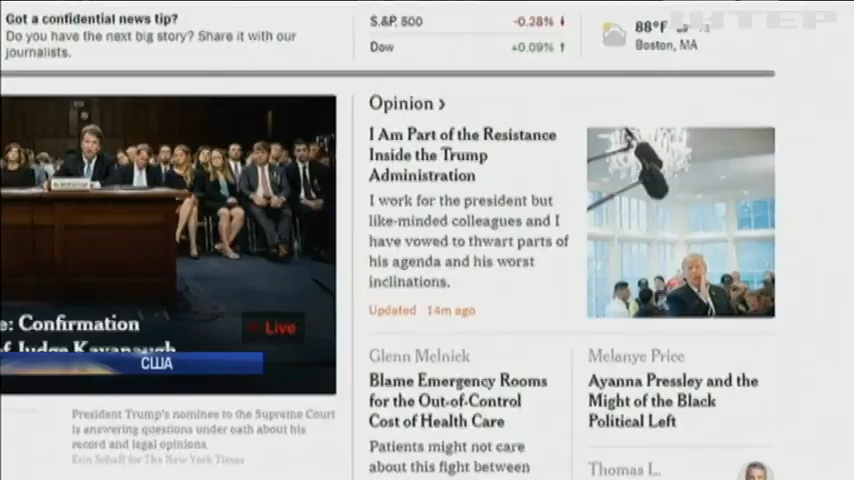 Got a confidential news tip?
Do you have the next big story? Share it with our
journalists.
S.&P. 500
-0.28% ↓
Dow
+0.09% ↑
88°F
Boston, MA
ІНТЕР
Opinion ›
I Am Part of the Resistance
Inside the Trump
Administration
I work for the president but
like-minded colleagues and I
have vowed to thwart parts of
his agenda and his worst
inclinations.
Updated 14m ago
e: Confirmation
of Judge Kavanaugh
Live
США
President Trump's nominee to the Supreme Court
is answering questions under oath about his
record and legal opinions.
Erin Schaff for The New York Times
Glenn Melnick
Blame Emergency Rooms
for the Out-of-Control
Cost of Health Care
Patients might not care
about this fight between
Melanye Price
Ayanna Pressley and the
Might of the Black
Political Left
Thomas L.